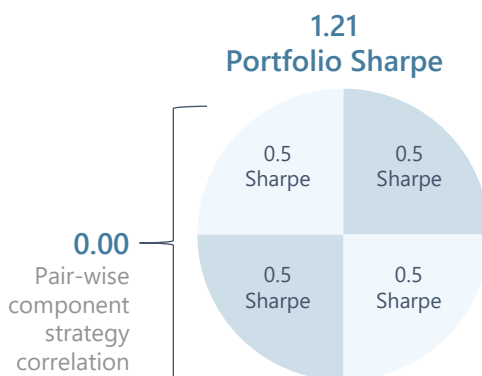 1.21
Portfolio Sharpe
0.5
Sharpe
0.5
Sharpe
0.00
Pair-wise
component
strategy
correlation
0.5
Sharpe
0.5
Sharpe